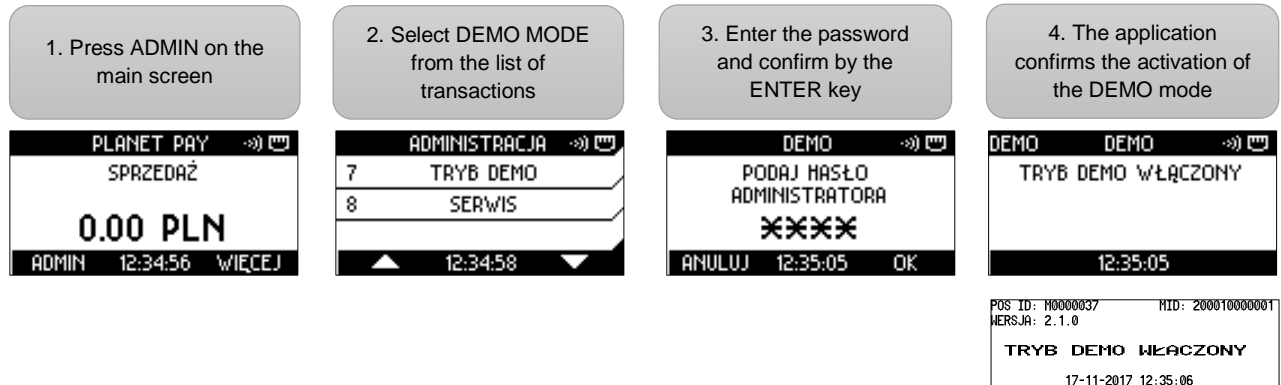 1. Press ADMIN on the
main screen
2. Select DEMO MODE
from the list of
transactions
3. Enter the password
and confirm by the
ENTER key
4. The application
confirms the activation of
the DEMO mode
PLANET PAY
SPRZEDAŻ
0.00 PLN
ADMIN 12:34:56 WIĘCEJ
ADMINISTRACJA
7 TRYB DEMO
8 SERWIS
12:34:58
DEMO
PODAJ HASŁO
ADMINISTRATORA
****
ANULUJ 12:35:05 OK
DEMO DEMO
TRYB DEMO WŁĄCZONY
12:35:05
POS ID: M0000037 MID: 200010000001
WERSJA: 2.1.0
TRYB DEMO WŁĄCZONY
17-11-2017 12:35:06